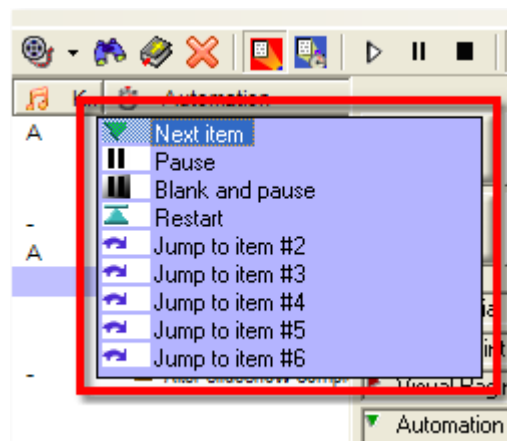 K..
Automation
A
Next item
Pause
Blank and pause
Restart
Jump to item #2
Jump to item #3
Jump to item #4
Jump to item #5
Jump to item #6
-
A
-
Automation